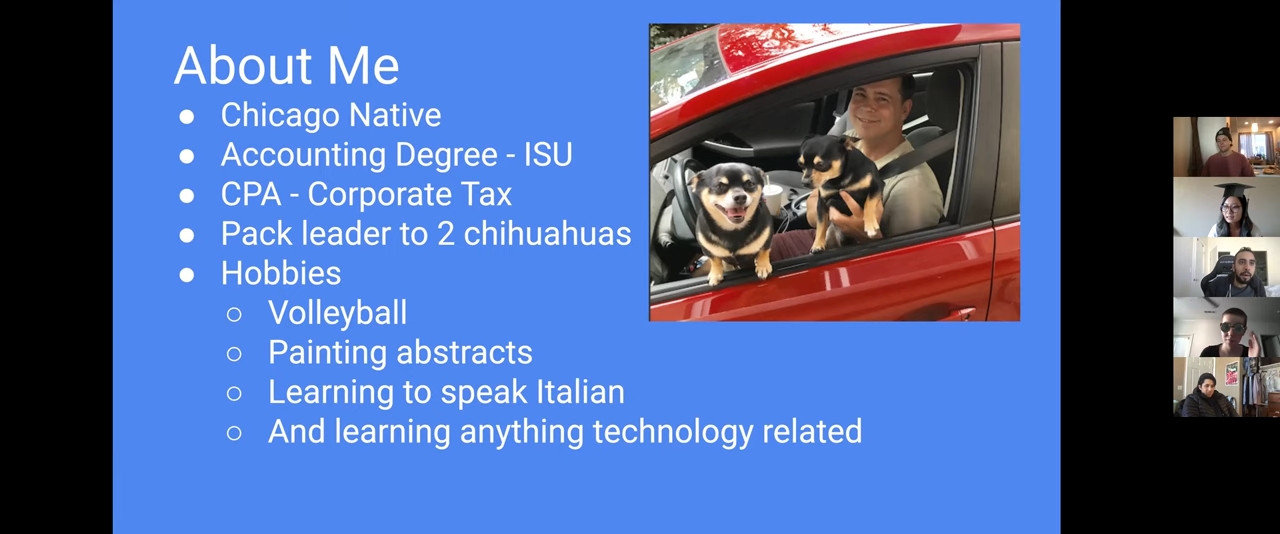 About Me
● Chicago Native
● Accounting Degree - ISU
● CPA - Corporate Tax
● Pack leader to 2 chihuahuas
● Hobbies
○ Volleyball
○ Painting abstracts
○ Learning to speak Italian
○ And learning anything technology related